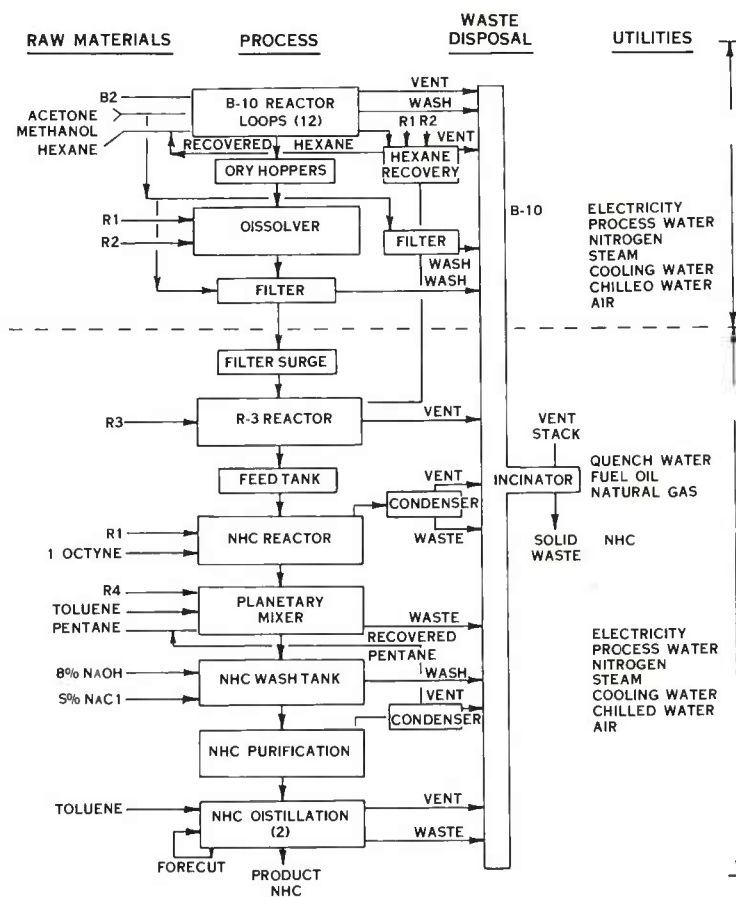 RAW MATERIALS
PROCESS
WASTE
DISPOSAL
UTILITIES
B2
ACETONE
METHANOL
HEXANE
B-10 REACTOR
LOOPS (12)
VENT
WASH
R1 R2
VENT
RECOVERED
HEXANE
HEXANE
RECOVERY
ORY HOPPERS
R1
R2
OISSOLVER
FILTER
WASH
WASH
FILTER
B-10
ELECTRICITY
PROCESS WATER
NITROGEN
STEAM
COOLING WATER
CHILLEO WATER
AIR
FILTER SURGE
R3
R-3 REACTOR
VENT
VENT
STACK
FEED TANK
VENT
CONDENSER
WASTE
INCINATOR
QUENCH WATER
FUEL OIL
NATURAL GAS
SOLID
WASTE
NHC
R1
1 OCTYNE
NHC REACTOR
R4
TOLUENE
PENTANE
PLANETARY
MIXER
WASTE
RECOVERED
PENTANE
8% NAOH
S% NAC1
NHC WASH TANK
WASH
VENT
CONDENSER
ELECTRICITY
PROCESS WATER
NITROGEN
STEAM
COOLING WATER
CHILLED WATER
AIR
NHC PURIFICATION
TOLUENE
NHC OISTILLATION
(2)
VENT
WASTE
FORECUT
PRODUCT
NHC